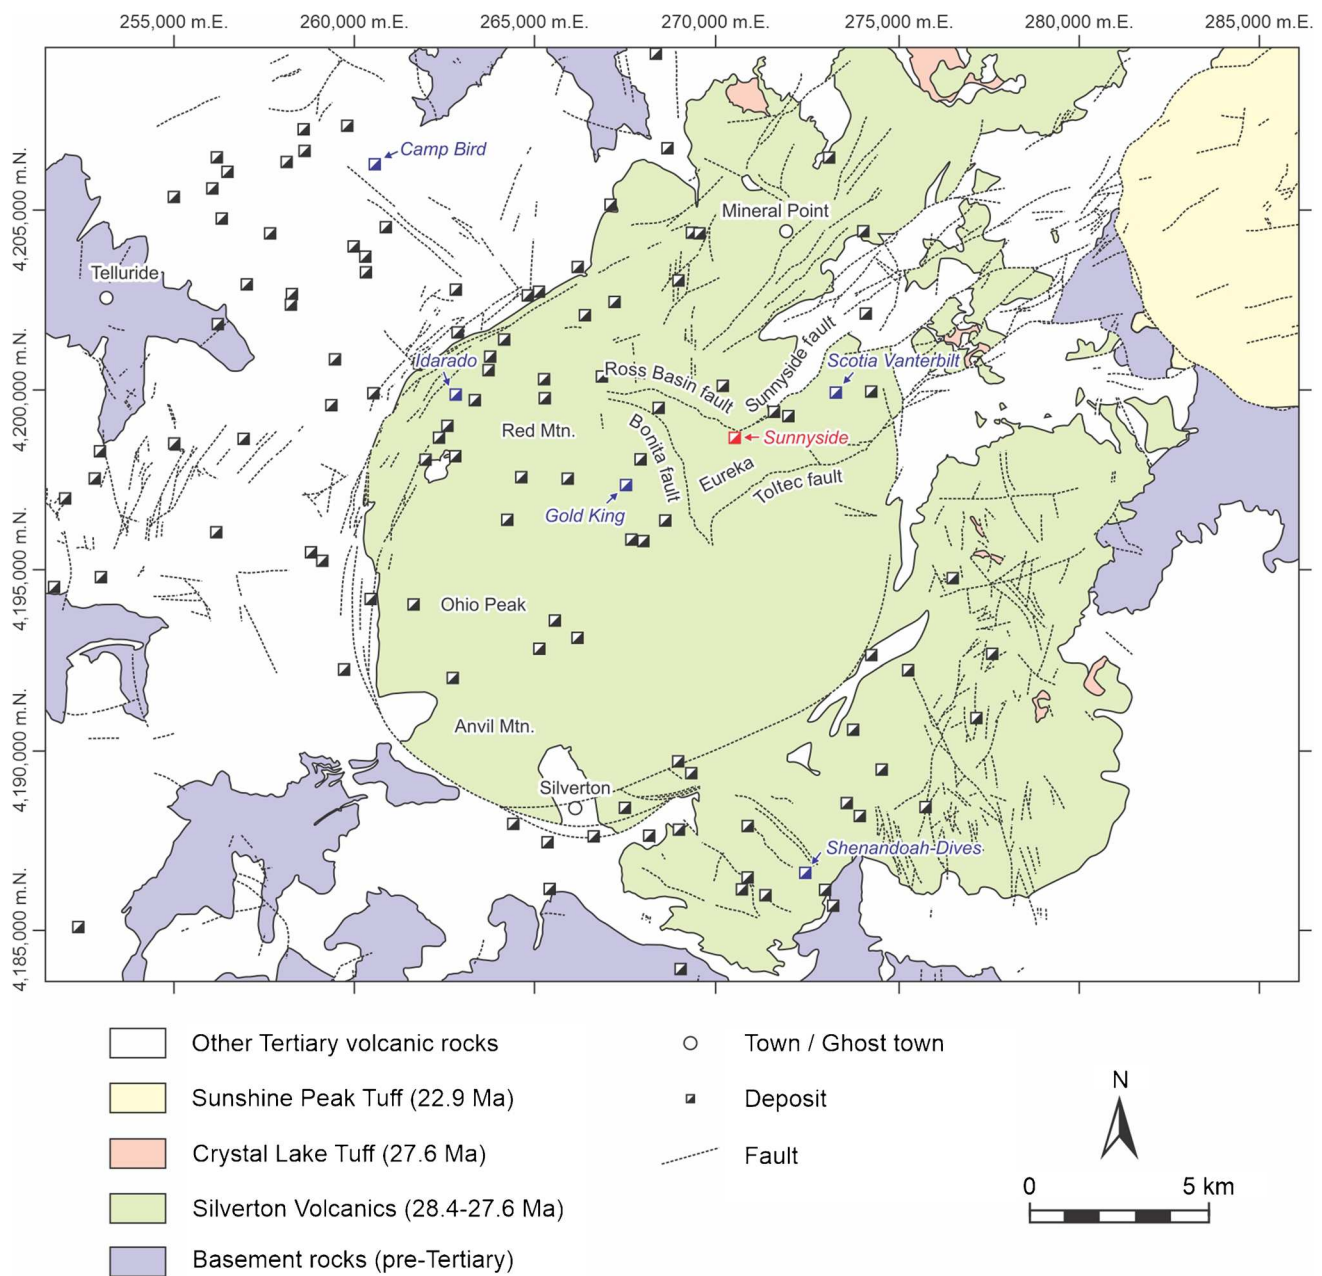 255,000 m.E.
260,000 m.E.
265,000 m.E.
270,000 m.E.
275,000 m.E.
280,000 m.E.
285,000 m.E.
4,205,000 m.N.
4,200,000 m.N.
4,195,000 m.N.
4,190,000 m.N.
4,185,000 m.N.
Camp Bird
Mineral Point
Telluride
Idarado
Ross Basin fault
Sunnyside fault
Scotia Vanterbilt
Red Mtn.
Bonita fault
Sunnyside
Eureka
Toltec fault
Gold King
Ohio Peak
Anvil Mtn.
Silverton
Shenandoah-Dives
Other Tertiary volcanic rocks
Sunshine Peak Tuff (22.9 Ma)
Crystal Lake Tuff (27.6 Ma)
Silverton Volcanics (28.4-27.6 Ma)
Basement rocks (pre-Tertiary)
Town / Ghost town
Deposit
Fault
N
0 5 km